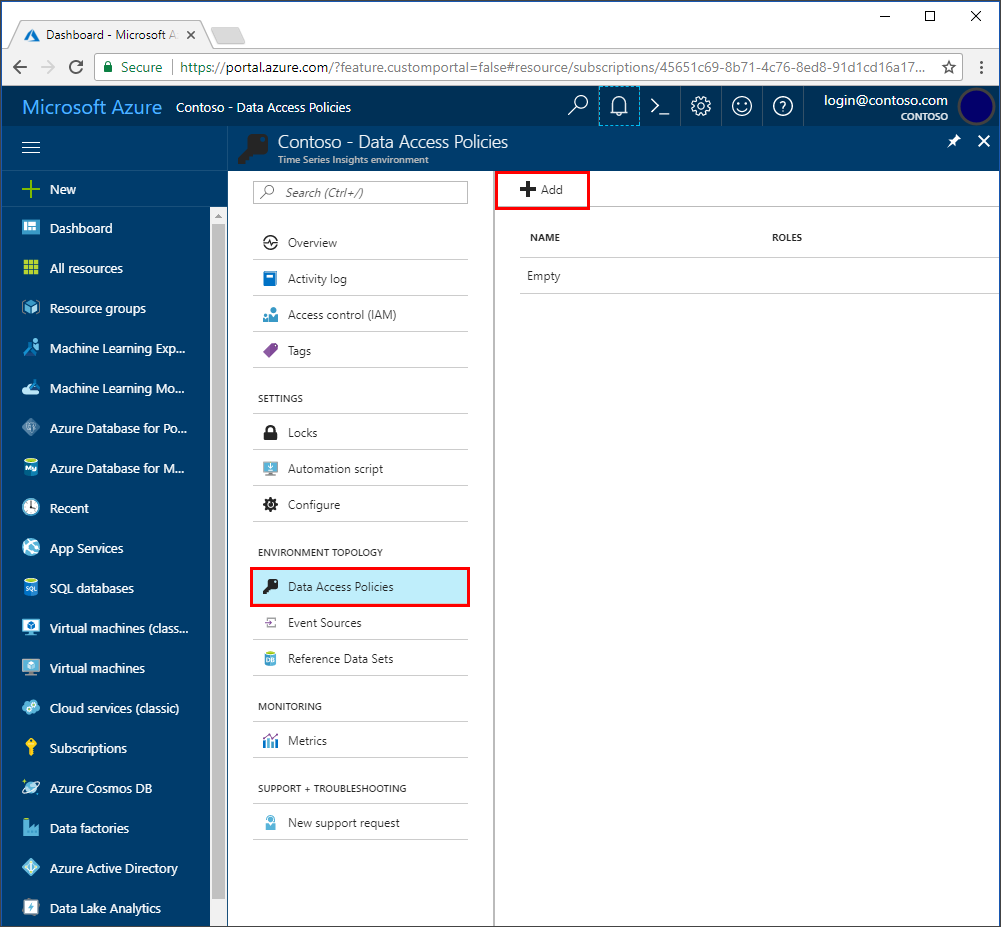 Dashboard - Microsoft A
Secure
https://portal.azure.com/?feature.customportal=false#resource/subscriptions/45651c69-8b71-4c76-8ed8-91d1cd16a17...
Microsoft Azure
Contoso - Data Access Policies
login@contoso.com
CONTOSO
Contoso - Data Access Policies
Time Series Insights environment
New
Dashboard
All resources
Resource groups
Machine Learning Exp...
Machine Learning Mo...
Azure Database for Po...
Azure Database for M...
Recent
App Services
SQL databases
Virtual machines (class...
Virtual machines
Cloud services (classic)
Subscriptions
Azure Cosmos DB
Data factories
Azure Active Directory
Data Lake Analytics
Search (Ctrl+/)
Overview
Activity log
Access control (IAM)
Tags
SETTINGS
Locks
Automation script
Configure
ENVIRONMENT TOPOLOGY
Data Access Policies
Event Sources
Reference Data Sets
MONITORING
Metrics
SUPPORT + TROUBLESHOOTING
New support request
Add
NAME ROLES
Empty